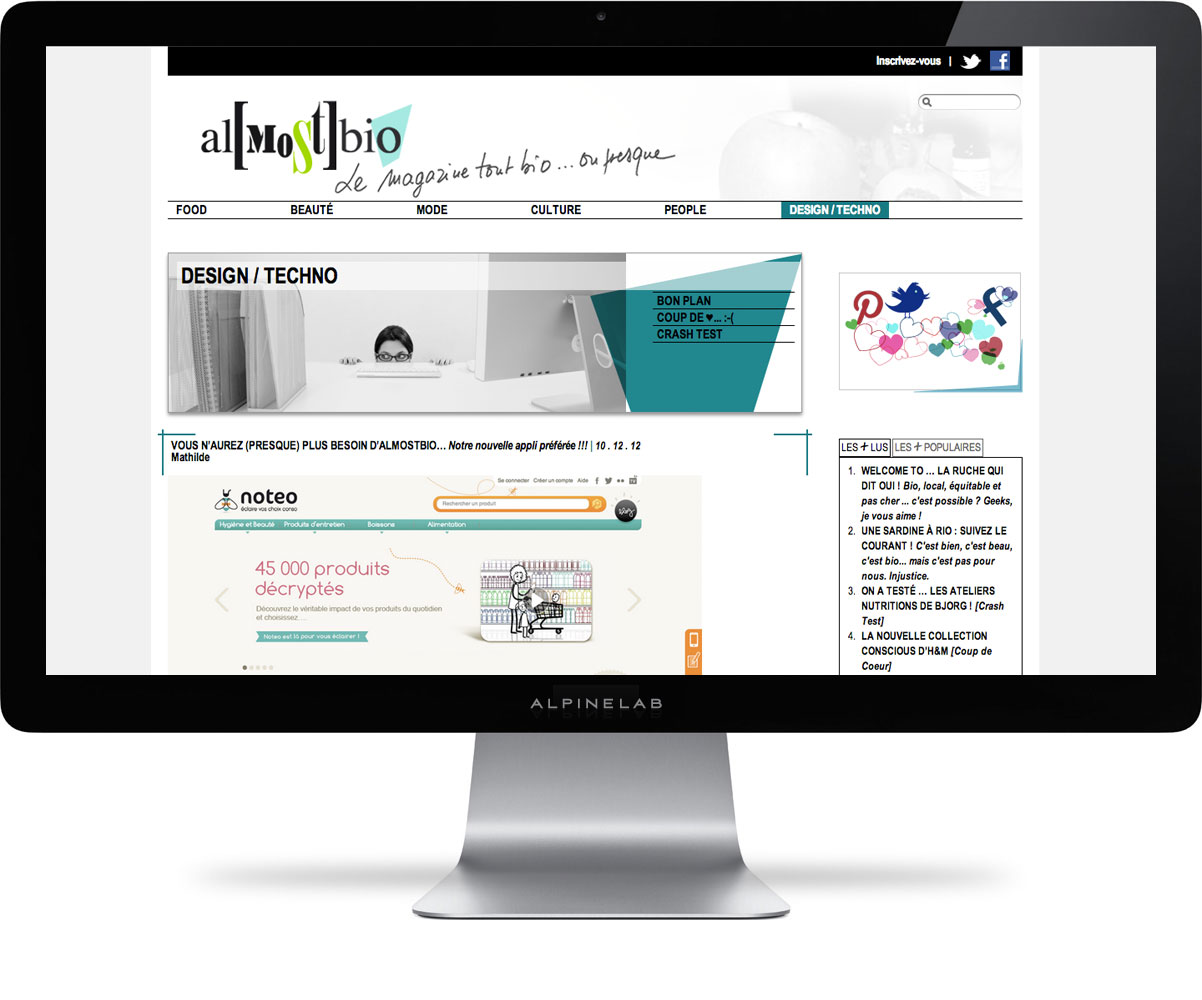 Inscrivez-vous |
al[MoSt]bio
Le magazine tout bio ... ou presque
FOOD BEAUTÉ MODE CULTURE PEOPLE DESIGN / TECHNO
DESIGN / TECHNO
BON PLAN
COUP DE ♥... :-(
CRASH TEST
VOUS N'AUREZ (PRESQUE) PLUS BESOIN D'ALMOSTBIO... Notre nouvelle appli préférée !!! | 10 . 12 . 12
Mathilde
Se connecter Créer un compte Aide
noteo
éclaire vos choix conso
Rechercher un produit
Hygiène et Beauté Produits d'entretien Boissons Alimentation
45 000 produits
décryptés
Découvrez le véritable impact de vos produits du quotidien
et choisissez....
Noteo est là pour vous éclairer !
LES + LUS LES + POPULAIRES
1. WELCOME TO ... LA RUCHE QUI
DIT OUI ! Bio, local, équitable et
pas cher ... c'est possible ? Geeks,
je vous aime !
2. UNE SARDINE À RIO : SUIVEZ LE
COURANT ! C'est bien, c'est beau,
c'est bio... mais c'est pas pour
nous. Injustice.
3. ON A TESTÉ ... LES ATELIERS
NUTRITIONS DE BJORG ! [Crash
Test]
4. LA NOUVELLE COLLECTION
CONSCIOUS D'H&M [Coup de
Coeur]
ALPINELAB